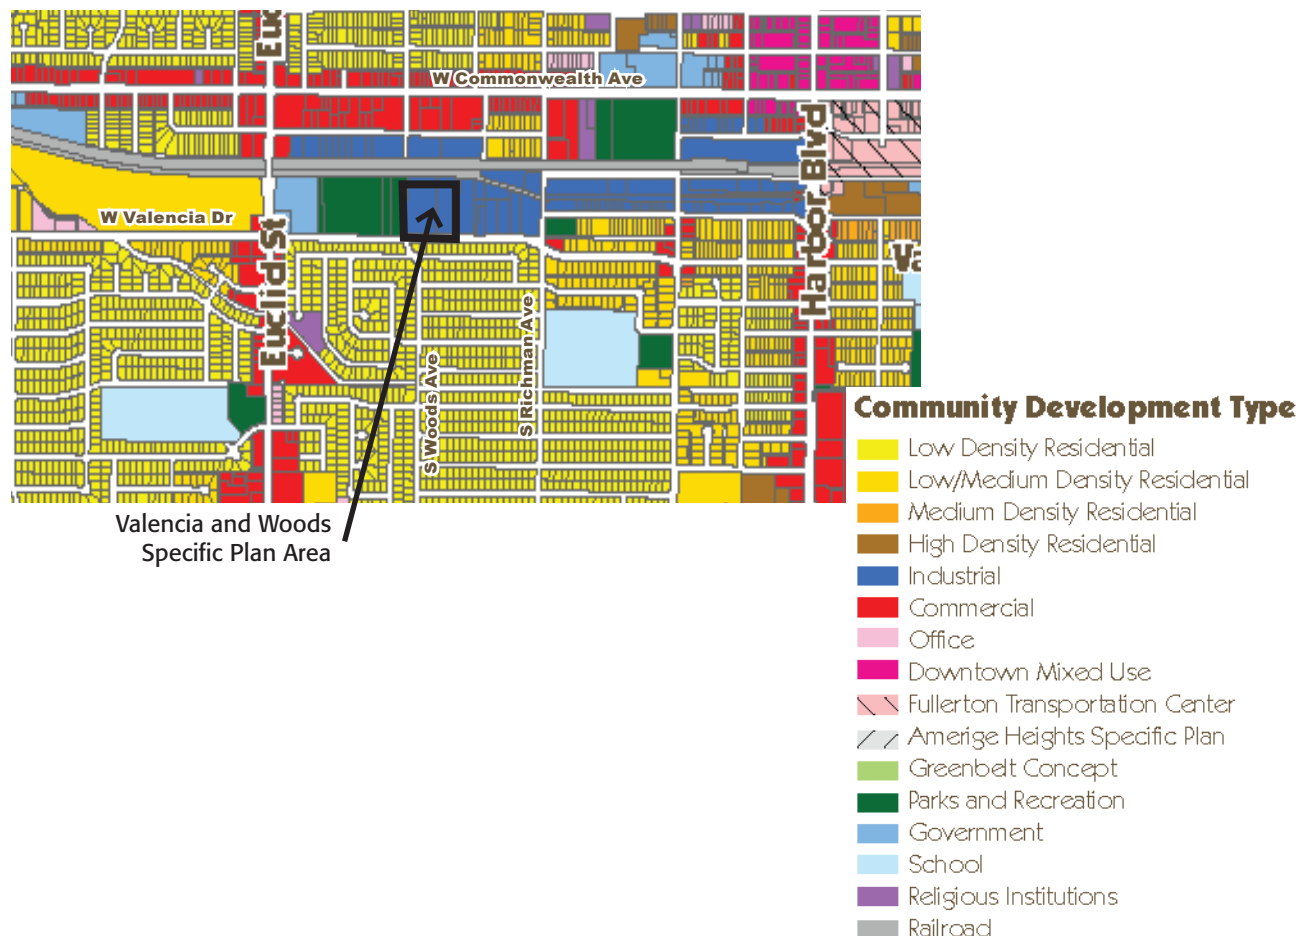 Euc
W Commonwealth Ave
Harbor Blvd
W Valencia Dr
Euclid St
Va
S Richman Ave
S Woods Ave
Valencia and Woods
Specific Plan Area
Community Development Type
Low Density Residential
Low/Medium Density Residential
Medium Density Residential
High Density Residential
Industrial
Commercial
Office
Downtown Mixed Use
Fullerton Transportation Center
Amerige Heights Specific Plan
Greenbelt Concept
Parks and Recreation
Government
School
Religious Institutions
Railroad